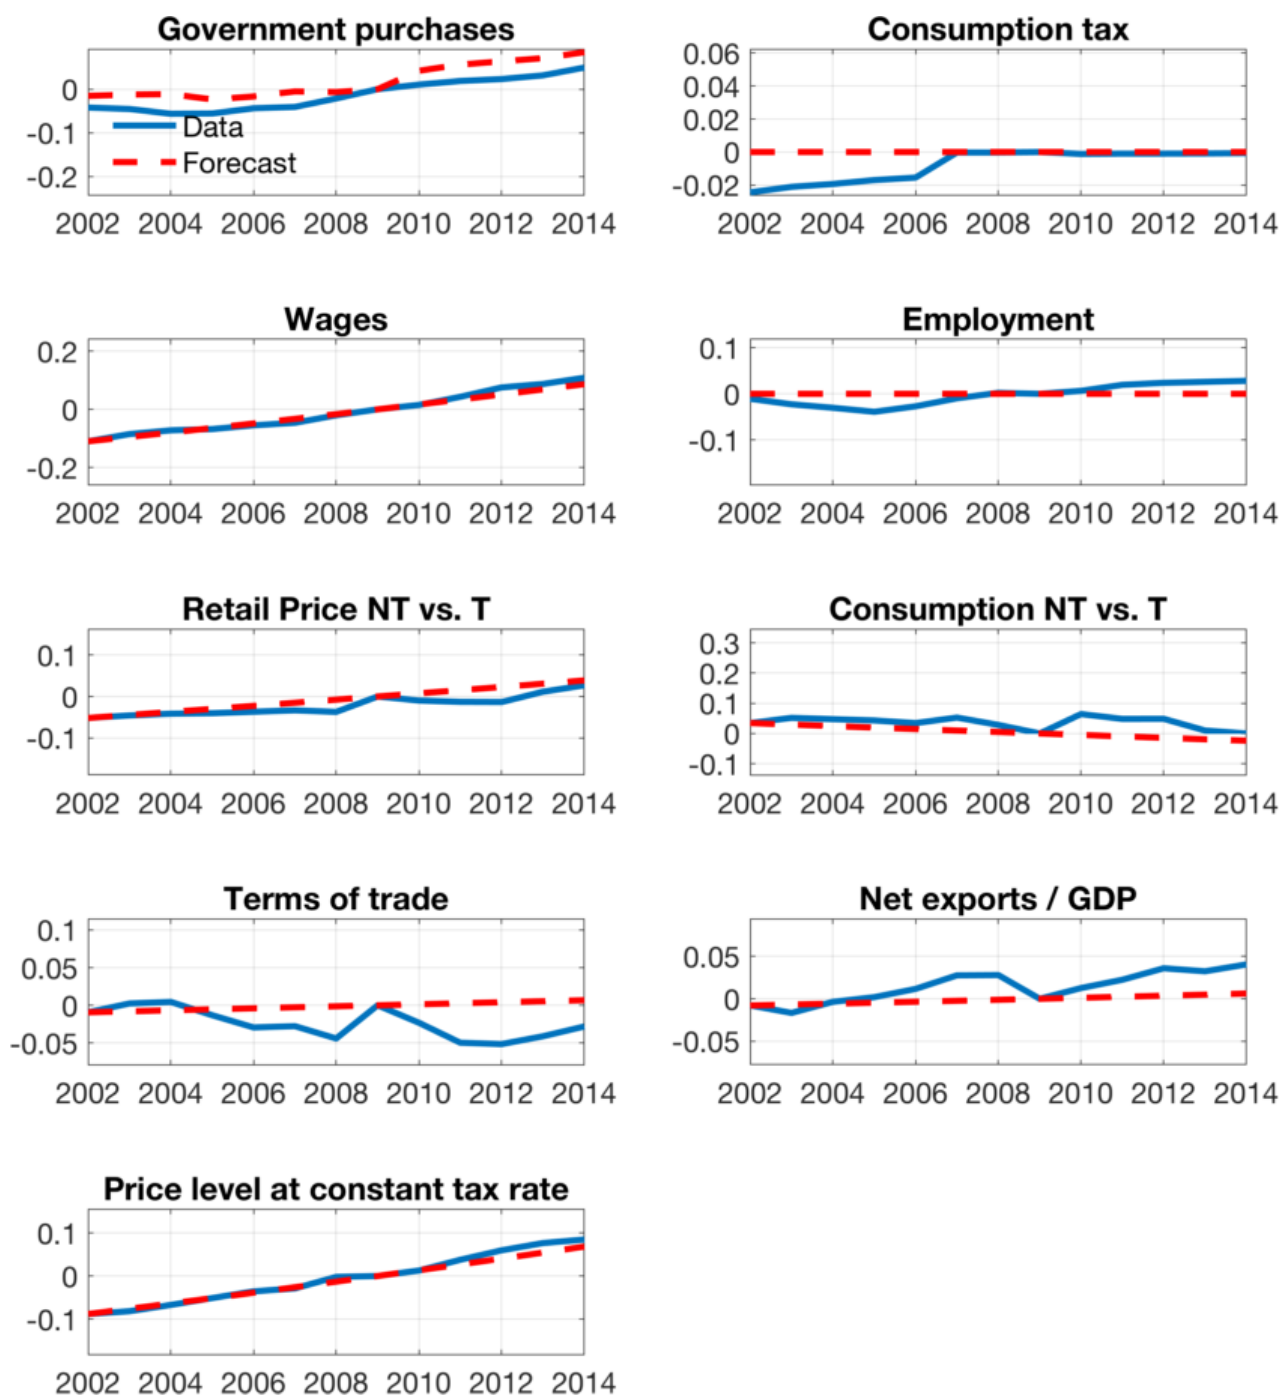 Government purchases
0
-0.1
-0.2
Data
Forecast
2002 2004 2006 2008 2010 2012 2014
Consumption tax
0.06
0.04
0.02
0
-0.02
2002 2004 2006 2008 2010 2012 2014
Wages
0.2
0
-0.2
2002 2004 2006 2008 2010 2012 2014
Employment
0.1
0
-0.1
2002 2004 2006 2008 2010 2012 2014
Retail Price NT vs. T
0.1
0
-0.1
2002 2004 2006 2008 2010 2012 2014
Consumption NT vs. T
0.3
0.2
0.1
0
-0.1
2002 2004 2006 2008 2010 2012 2014
Terms of trade
0.1
0.05
0
-0.05
2002 2004 2006 2008 2010 2012 2014
Net exports / GDP
0.05
0
-0.05
2002 2004 2006 2008 2010 2012 2014
Price level at constant tax rate
0.1
0
-0.1
2002 2004 2006 2008 2010 2012 2014